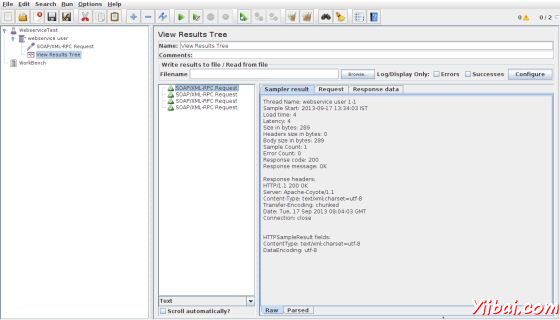 File Edit Search Run Options Help
0 0 / 2
WebserviceTest
webservice user
SOAP/XML-RPC Request
View Results Tree
WorkBench
View Results Tree
Name: View Results Tree
Comments:
Write results to file / Read from file
Filename Browse... Log/Display Only: Errors Successes Configure
SOAP/XML-RPC Request
SOAP/XML-RPC Request
SOAP/XML-RPC Request
SOAP/XML-RPC Request
Text
Scroll automatically?
Sampler result Request Response data
Thread Name: webservice user 1-1
Sample Start: 2013-09-17 13:34:03 IST
Load time: 4
Latency: 4
Size in bytes: 289
Headers size in bytes: 0
Body size in bytes: 289
Sample Count: 1
Error Count: 0
Response code: 200
Response message: OK
Response headers:
HTTP/1.1 200 OK
Server: Apache-Coyote/1.1
Content-Type: text/xml;charset=utf-8
Transfer-Encoding: chunked
Date: Tue, 17 Sep 2013 08:04:03 GMT
Connection: close
HTTPSampleResult fields:
ContentType: text/xml;charset=utf-8
DataEncoding: utf-8
Raw Parsed
Yiibai.com